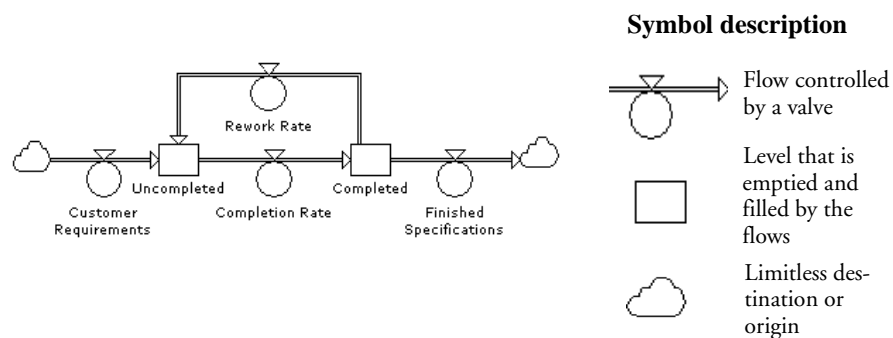 Symbol description
Rework Rate
Uncompleted
Completed
Customer
Requirements
Completion Rate
Finished
Specifications
Flow controlled
by a valve
Level that is
emptied and
filled by the
flows
Limitless des-
tination or
origin